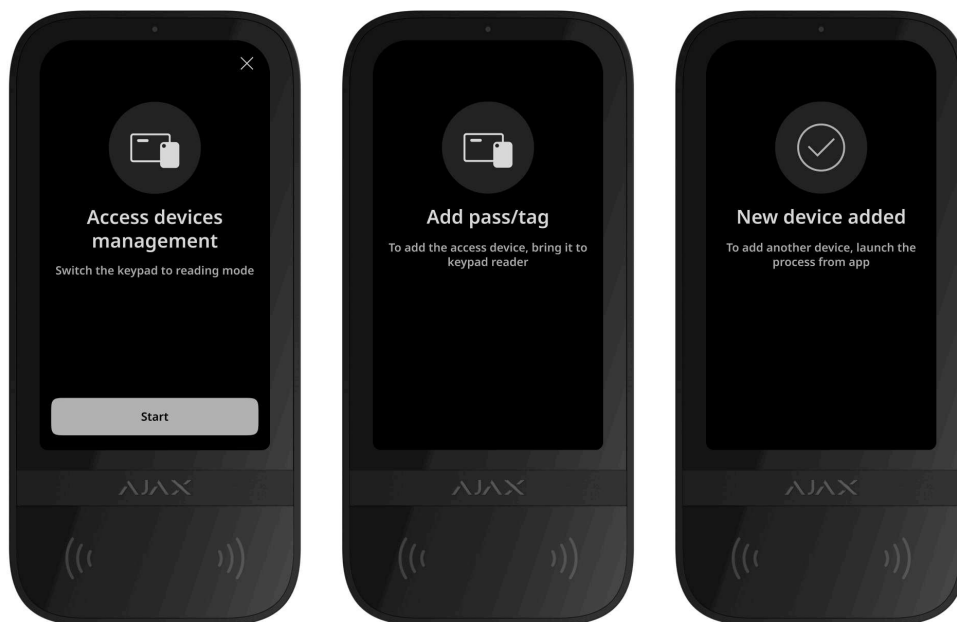 Access devices
management
Switch the keypad to reading mode
Start
AJAX
Add pass/tag
To add the access device, bring it to
keypad reader
AJAX
New device added
To add another device, launch the
process from app
AJAX